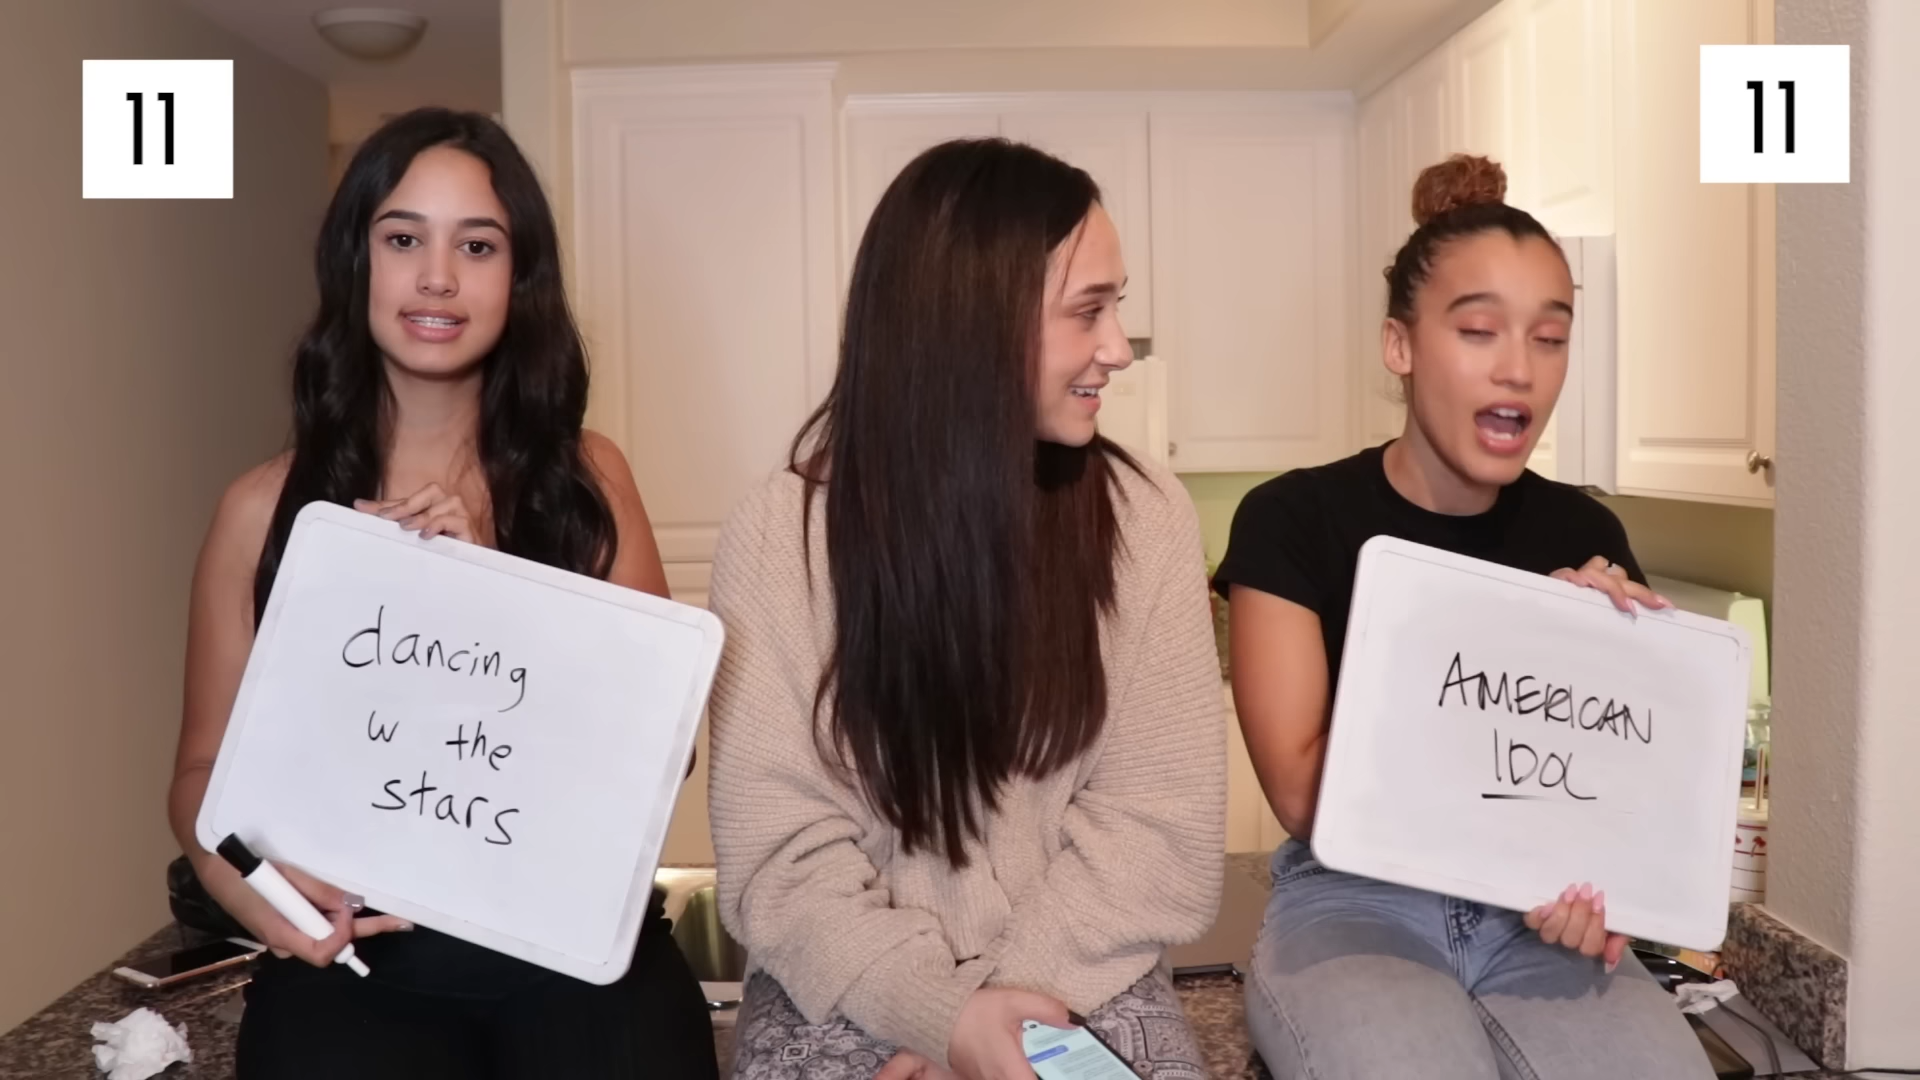 11
11
dancing
w the
stars
AMERICAN
IDOL